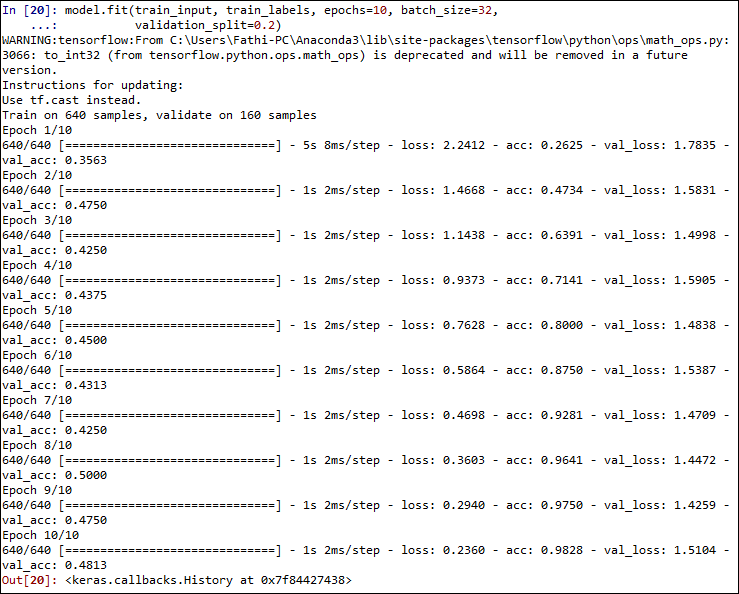 In [20]: model.fit(train_input, train_labels, epochs=10, batch_size=32,
    ...:           validation_split=0.2)
WARNING:tensorflow:From C:\Users\Fathi-PC\Anaconda3\lib\site-packages\tensorflow\python\ops\math_ops.py:
3066: to_int32 (from tensorflow.python.ops.math_ops) is deprecated and will be removed in a future
version.
Instructions for updating:
Use tf.cast instead.
Train on 640 samples, validate on 160 samples
Epoch 1/10
640/640 [==============================] - 5s 8ms/step - loss: 2.2412 - acc: 0.2625 - val_loss: 1.7835 -
val_acc: 0.3563
Epoch 2/10
640/640 [==============================] - 1s 2ms/step - loss: 1.4668 - acc: 0.4734 - val_loss: 1.5831 -
val_acc: 0.4750
Epoch 3/10
640/640 [==============================] - 1s 2ms/step - loss: 1.1438 - acc: 0.6391 - val_loss: 1.4998 -
val_acc: 0.4250
Epoch 4/10
640/640 [==============================] - 1s 2ms/step - loss: 0.9373 - acc: 0.7141 - val_loss: 1.5905 -
val_acc: 0.4375
Epoch 5/10
640/640 [==============================] - 1s 2ms/step - loss: 0.7628 - acc: 0.8000 - val_loss: 1.4838 -
val_acc: 0.4500
Epoch 6/10
640/640 [==============================] - 1s 2ms/step - loss: 0.5864 - acc: 0.8750 - val_loss: 1.5387 -
val_acc: 0.4313
Epoch 7/10
640/640 [==============================] - 1s 2ms/step - loss: 0.4698 - acc: 0.9281 - val_loss: 1.4709 -
val_acc: 0.4250
Epoch 8/10
640/640 [==============================] - 1s 2ms/step - loss: 0.3603 - acc: 0.9641 - val_loss: 1.4472 -
val_acc: 0.5000
Epoch 9/10
640/640 [==============================] - 1s 2ms/step - loss: 0.2940 - acc: 0.9750 - val_loss: 1.4259 -
val_acc: 0.4750
Epoch 10/10
640/640 [==============================] - 1s 2ms/step - loss: 0.2360 - acc: 0.9828 - val_loss: 1.5104 -
val_acc: 0.4813
Out[20]: <keras.callbacks.History at 0x7f84427438>